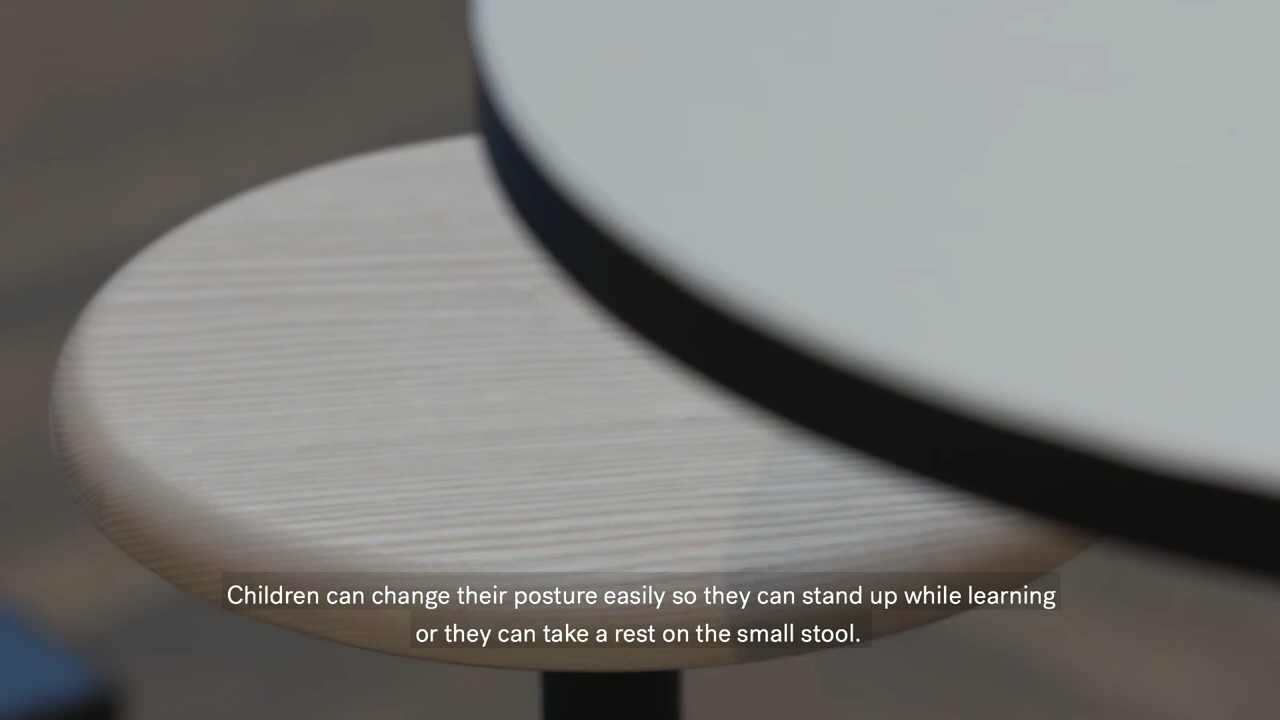 Children can change their posture easily so they can stand up while learning
or they can take a rest on the small stool.